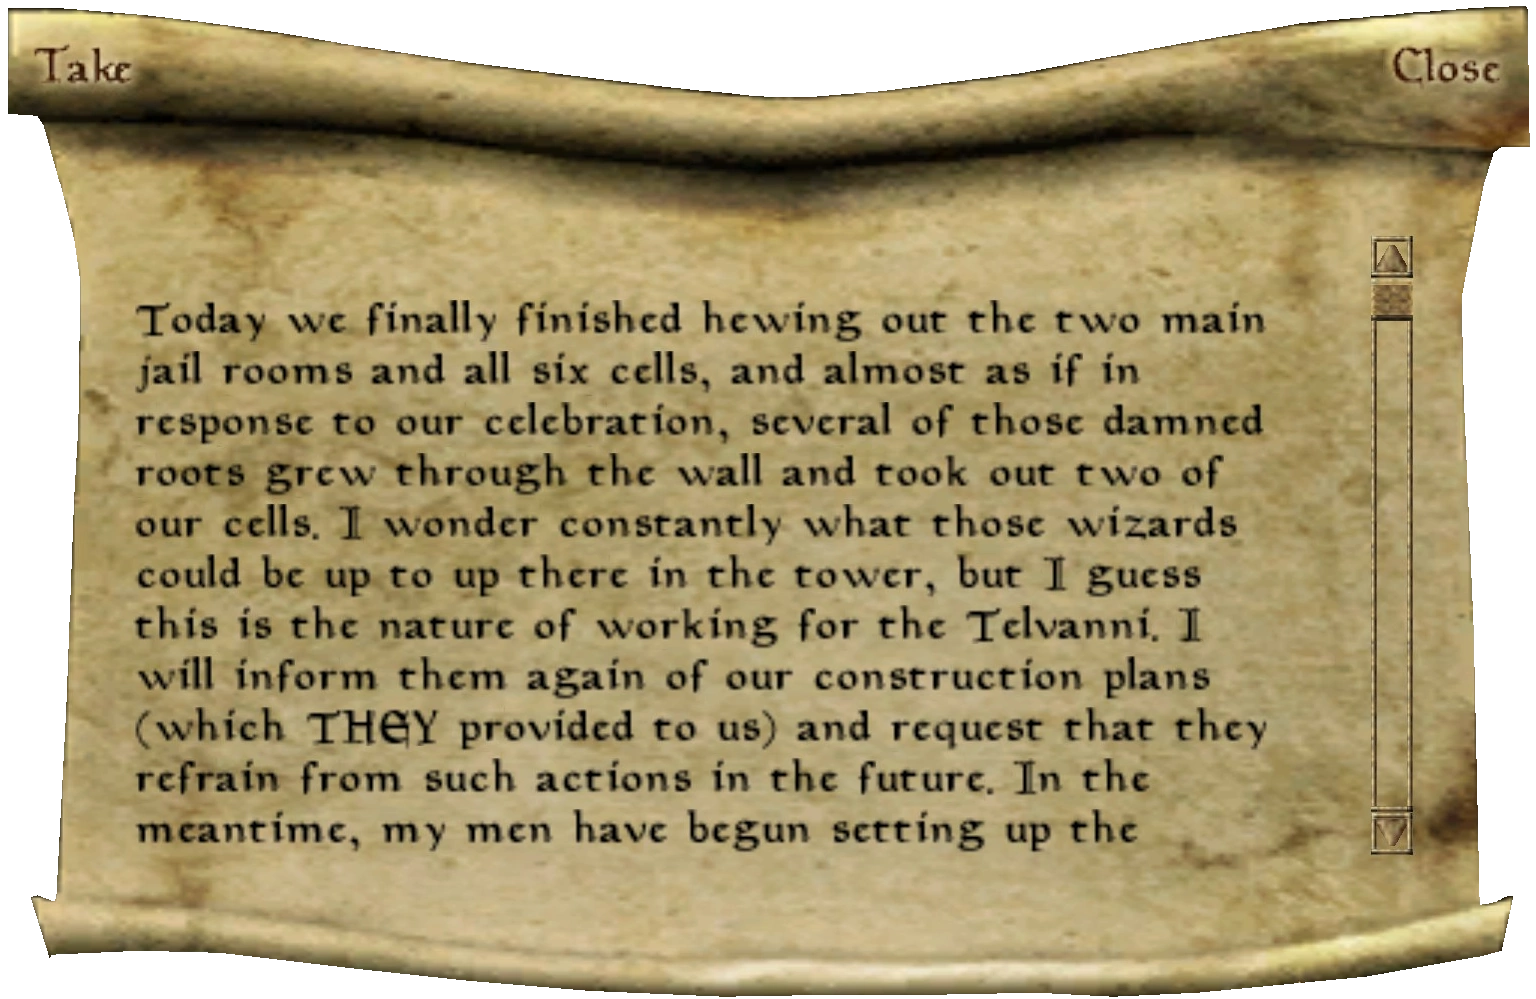 Take
Close
Today we finally finished hewing out the two main
jail rooms and all six cells, and almost as if in
response to our celebration, several of those damned
roots grew through the wall and took out two of
our cells. I wonder constantly what those wizards
could be up to up there in the tower, but I guess
this is the nature of working for the Telvanni. I
will inform them again of our construction plans
(which THEY provided to us) and request that they
refrain from such actions in the future. In the
meantime, my men have begun setting up the